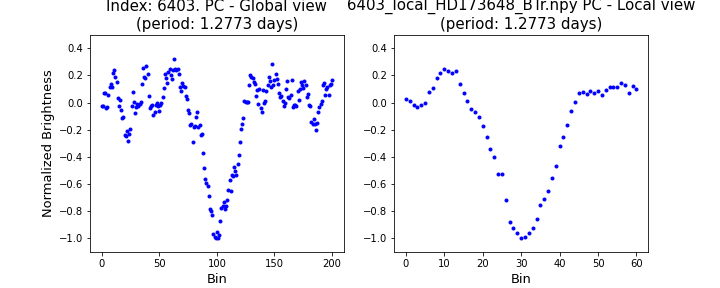 Index: 6403. PC - Global view
(period: 1.2773 days)
6403_local_HD173648_BTr.npy PC - Local view
(period: 1.2773 days)
Normalized Brightness
0.4
0.2
0.0
−0.2
−0.4
−0.6
−0.8
−1.0
0 50 100 150 200
Bin
0.4
0.2
0.0
−0.2
−0.4
−0.6
−0.8
−1.0
0 10 20 30 40 50 60
Bin